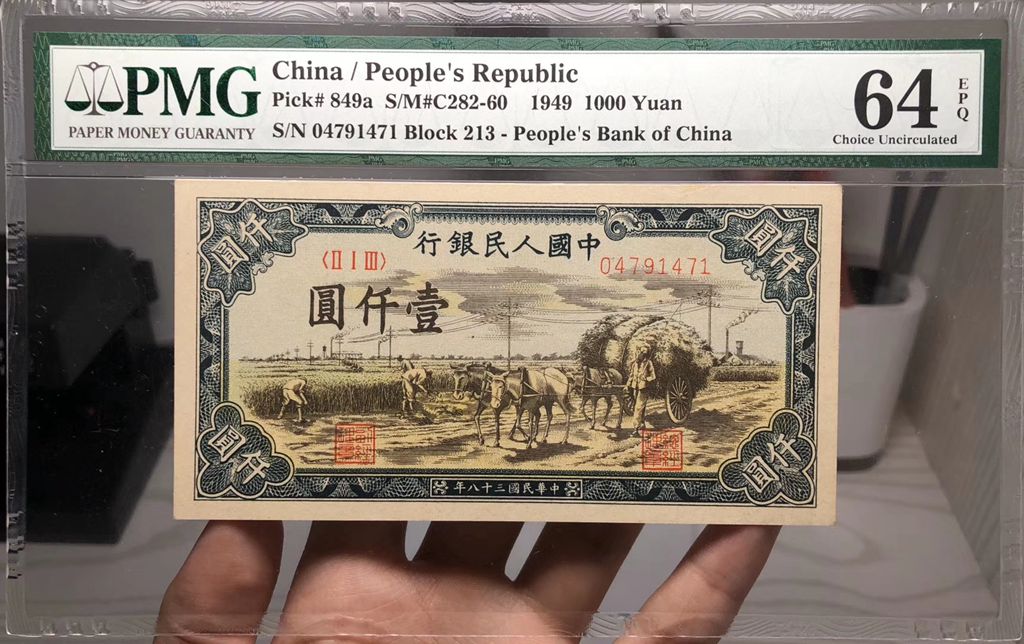 PMG
PAPER MONEY GUARANTY
China / People's Republic
Pick# 849a S/M#C282-60 1949 1000 Yuan
S/N 04791471 Block 213 - People's Bank of China
64
EPQ
Choice Uncirculated
行銀民人國中
〈II I III〉
04791471
圓仟壹
圓仟
圓仟
圓仟
圓仟
年八十三國民華中